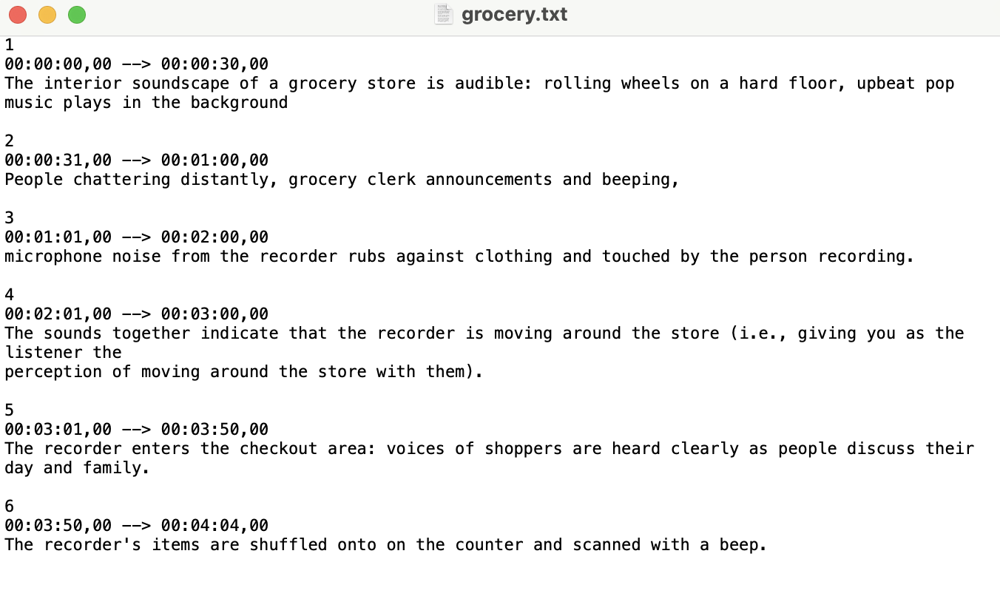 grocery.txt
1
00:00:00,00 --> 00:00:30,00
The interior soundscape of a grocery store is audible: rolling wheels on a hard floor, upbeat pop
music plays in the background
2
00:00:31,00 --> 00:01:00,00
People chattering distantly, grocery clerk announcements and beeping,
3
00:01:01,00 --> 00:02:00,00
microphone noise from the recorder rubs against clothing and touched by the person recording.
4
00:02:01,00 --> 00:03:00,00
The sounds together indicate that the recorder is moving around the store (i.e., giving you as the
listener the
perception of moving around the store with them).
5
00:03:01,00 --> 00:03:50,00
The recorder enters the checkout area: voices of shoppers are heard clearly as people discuss their
day and family.
6
00:03:50,00 --> 00:04:04,00
The recorder's items are shuffled onto on the counter and scanned with a beep.